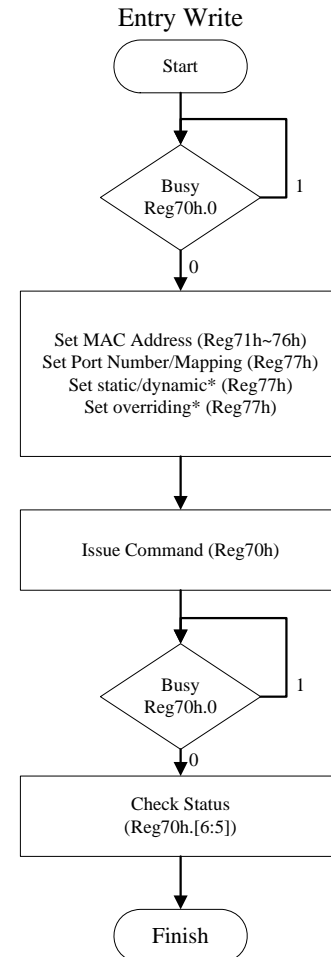 Entry Write
Start
Busy
Reg70h.0
1
0
Set MAC Address (Reg71h~76h)
Set Port Number/Mapping (Reg77h)
Set static/dynamic* (Reg77h)
Set overriding* (Reg77h)
Issue Command (Reg70h)
Busy
Reg70h.0
1
0
Check Status
(Reg70h.[6:5])
Finish